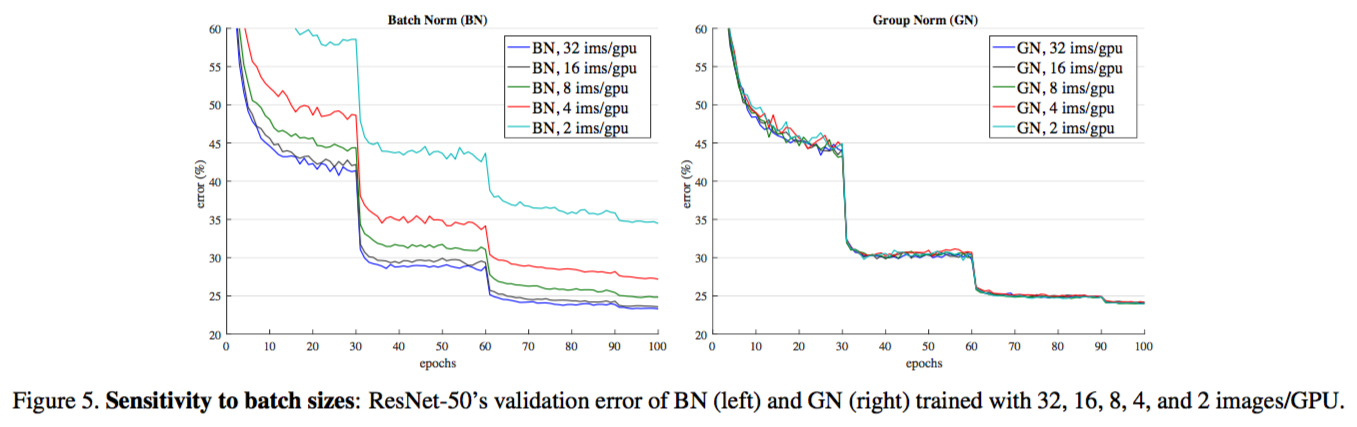 Batch Norm (BN)
60
55
50
45
40
35
30
25
20
error (%)
BN, 32 ims/gpu
BN, 16 ims/gpu
BN, 8 ims/gpu
BN, 4 ims/gpu
BN, 2 ims/gpu
0 10 20 30 40 50 60 70 80 90 100
epochs
Group Norm (GN)
60
55
50
45
40
35
30
25
20
error (%)
GN, 32 ims/gpu
GN, 16 ims/gpu
GN, 8 ims/gpu
GN, 4 ims/gpu
GN, 2 ims/gpu
0 10 20 30 40 50 60 70 80 90 100
epochs
Figure 5. Sensitivity to batch sizes: ResNet-50's validation error of BN (left) and GN (right) trained with 32, 16, 8, 4, and 2 images/GPU.